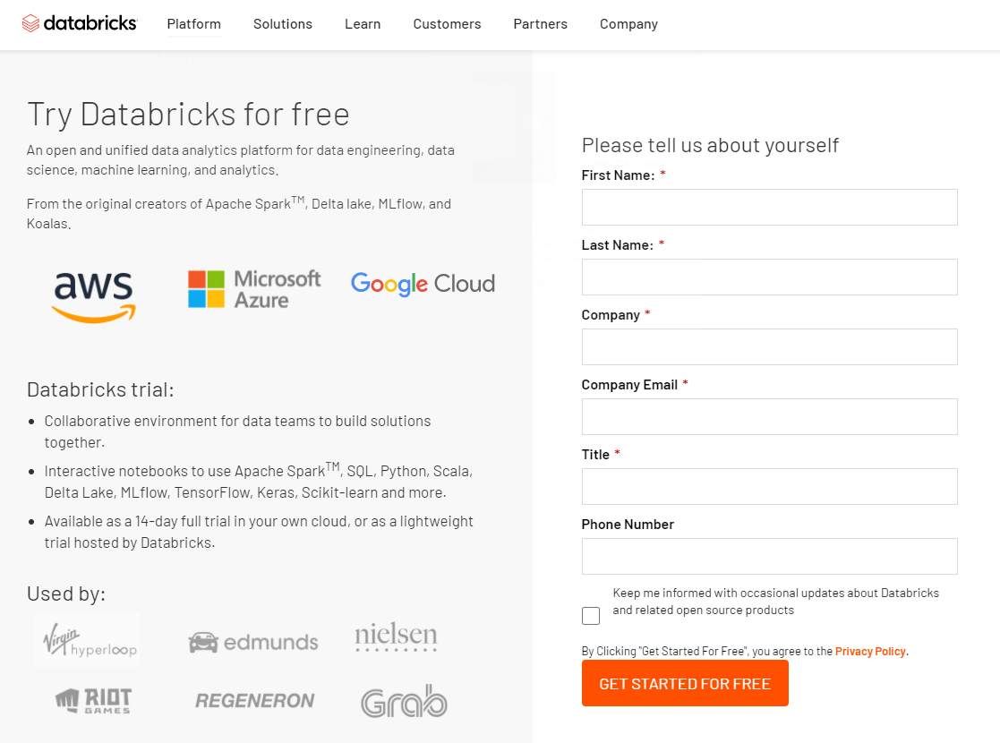 databricks Platform Solutions Learn Customers Partners Company
Try Databricks for free
An open and unified data analytics platform for data engineering, data
science, machine learning, and analytics.
From the original creators of Apache Spark™, Delta lake, MLflow, and
Koalas.
aws
Microsoft
Azure
Google Cloud
Databricks trial:
• Collaborative environment for data teams to build solutions
together.
• Interactive notebooks to use Apache Spark™, SQL, Python, Scala,
Delta Lake, MLflow, TensorFlow, Keras, Scikit-learn and more.
• Available as a 14-day full trial in your own cloud, or as a lightweight
trial hosted by Databricks.
Used by:
Virgin
hyperloop
edmunds
nielsen
RIOT
GAMES
REGENERON
Grab
Please tell us about yourself
First Name: *
Last Name: *
Company *
Company Email *
Title *
Phone Number
Keep me informed with occasional updates about Databricks
and related open source products
By Clicking "Get Started For Free", you agree to the Privacy Policy.
GET STARTED FOR FREE